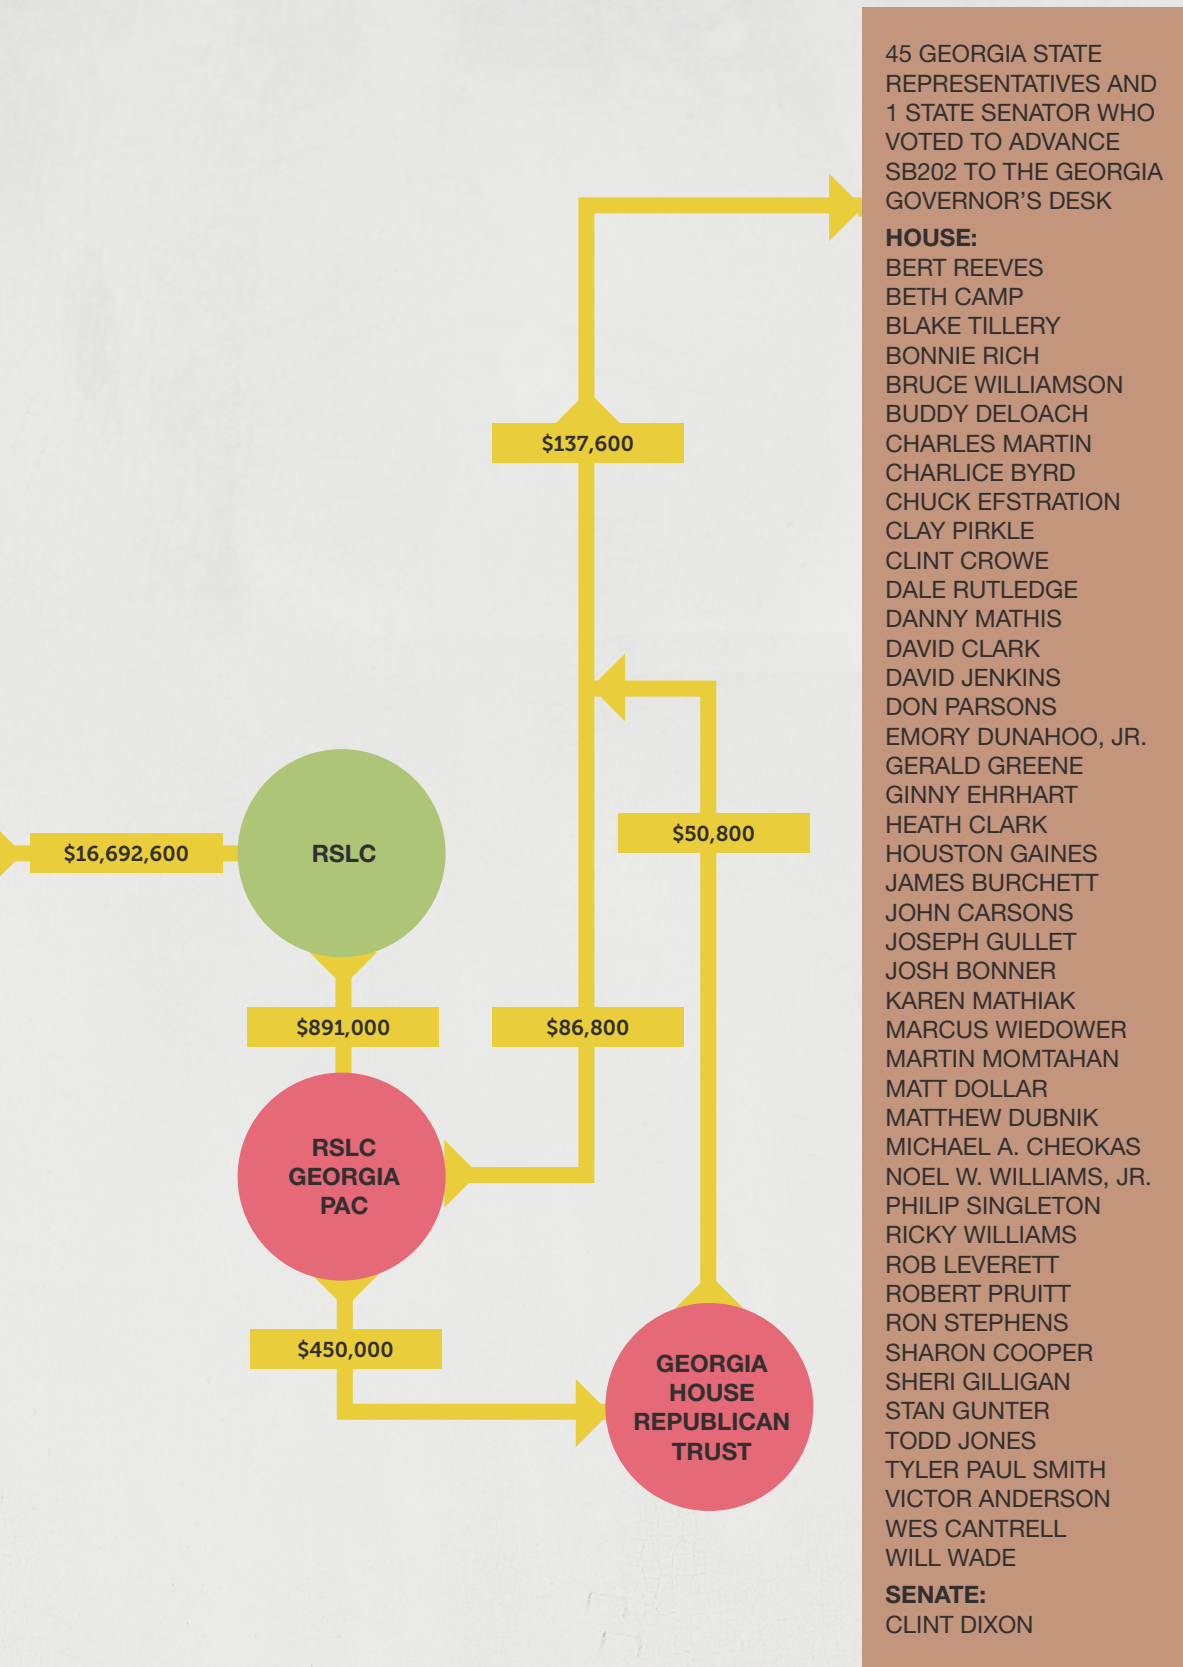 $16,692,600
RSLC
$891,000
RSLC
GEORGIA
PAC
$450,000
$137,600
$86,800
$50,800
GEORGIA
HOUSE
REPUBLICAN
TRUST
45 GEORGIA STATE
REPRESENTATIVES AND
1 STATE SENATOR WHO
VOTED TO ADVANCE
SB202 TO THE GEORGIA
GOVERNOR’S DESK
HOUSE:
BERT REEVES
BETH CAMP
BLAKE TILLERY
BONNIE RICH
BRUCE WILLIAMSON
BUDDY DELOACH
CHARLES MARTIN
CHARLICE BYRD
CHUCK EFSTRATION
CLAY PIRKLE
CLINT CROWE
DALE RUTLEDGE
DANNY MATHIS
DAVID CLARK
DAVID JENKINS
DON PARSONS
EMORY DUNAHOO, JR.
GERALD GREENE
GINNY EHRHART
HEATH CLARK
HOUSTON GAINES
JAMES BURCHETT
JOHN CARSONS
JOSEPH GULLET
JOSH BONNER
KAREN MATHIAK
MARCUS WIEDOWER
MARTIN MOMTAHAN
MATT DOLLAR
MATTHEW DUBNIK
MICHAEL A. CHEOKAS
NOEL W. WILLIAMS, JR.
PHILIP SINGLETON
RICKY WILLIAMS
ROB LEVERETT
ROBERT PRUITT
RON STEPHENS
SHARON COOPER
SHERI GILLIGAN
STAN GUNTER
TODD JONES
TYLER PAUL SMITH
VICTOR ANDERSON
WES CANTRELL
WILL WADE
SENATE:
CLINT DIXON